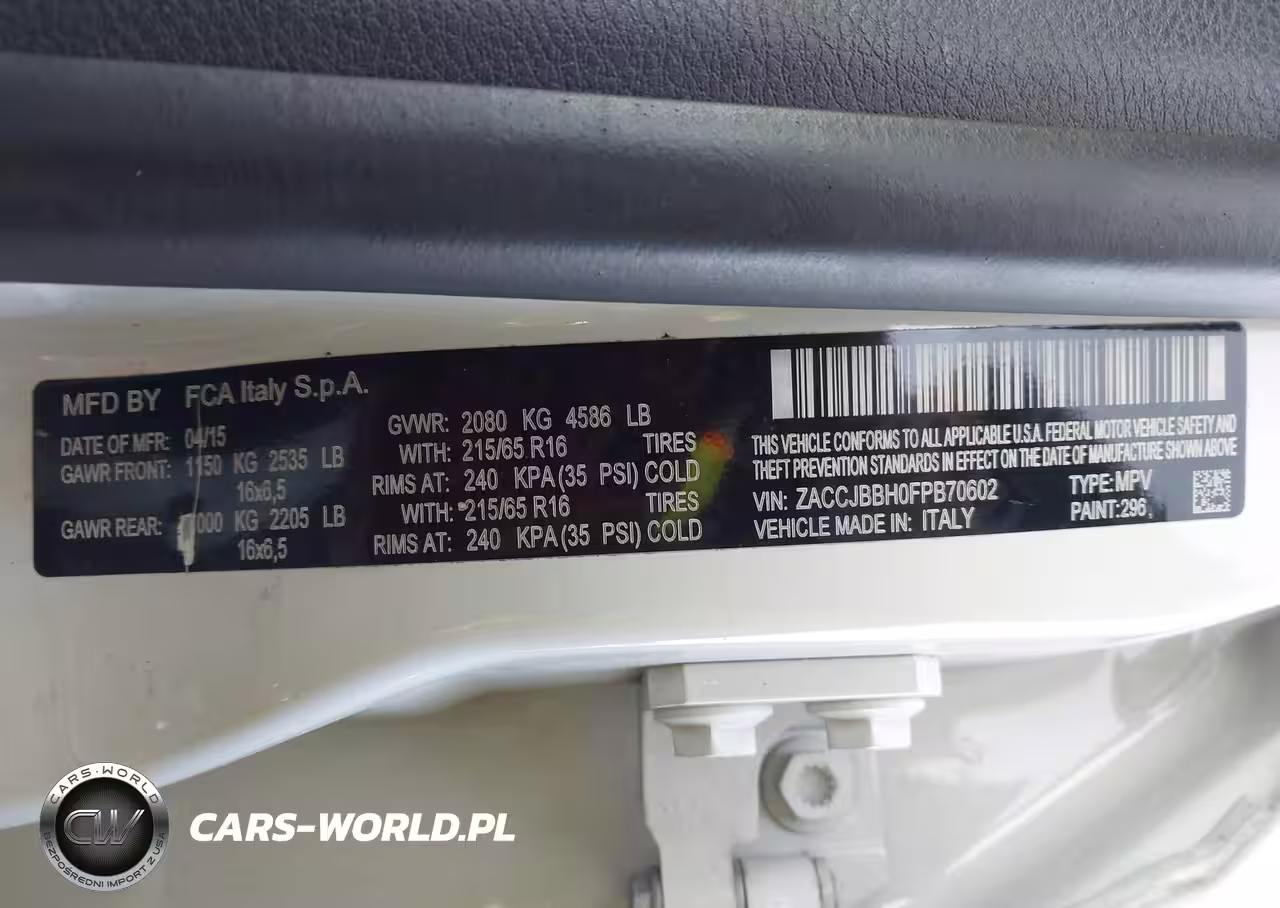 MFD BY FCA Italy S.p.A.
DATE OF MFR: 04/15
GAWR FRONT: 1150 KG 2535 LB
16x6,5
GAWR REAR: 000 KG 2205 LB
16x6,5
GVWR: 2080 KG 4586 LB
WITH: 215/65 R16 TIRES
RIMS AT: 240 KPA(35 PSI) COLD
WITH: 215/65 R16 TIRES
RIMS AT: 240 KPA(35 PSI) COLD
THIS VEHICLE CONFORMS TO ALL APPLICABLE U.S.A. FEDERAL MOTOR VEHICLE SAFETY AND
THEFT PREVENTION STANDARDS IN EFFECT ON THE DATE OF MANUFACTURE SHOWN ABOVE
VIN: ZACCJBBH0FPB70602 TYPE: MPV
VEHICLE MADE IN: ITALY PAINT: 296
CARS-WORLD
CW
BEZPOŚREDNI IMPORT Z USA
CARS-WORLD.PL